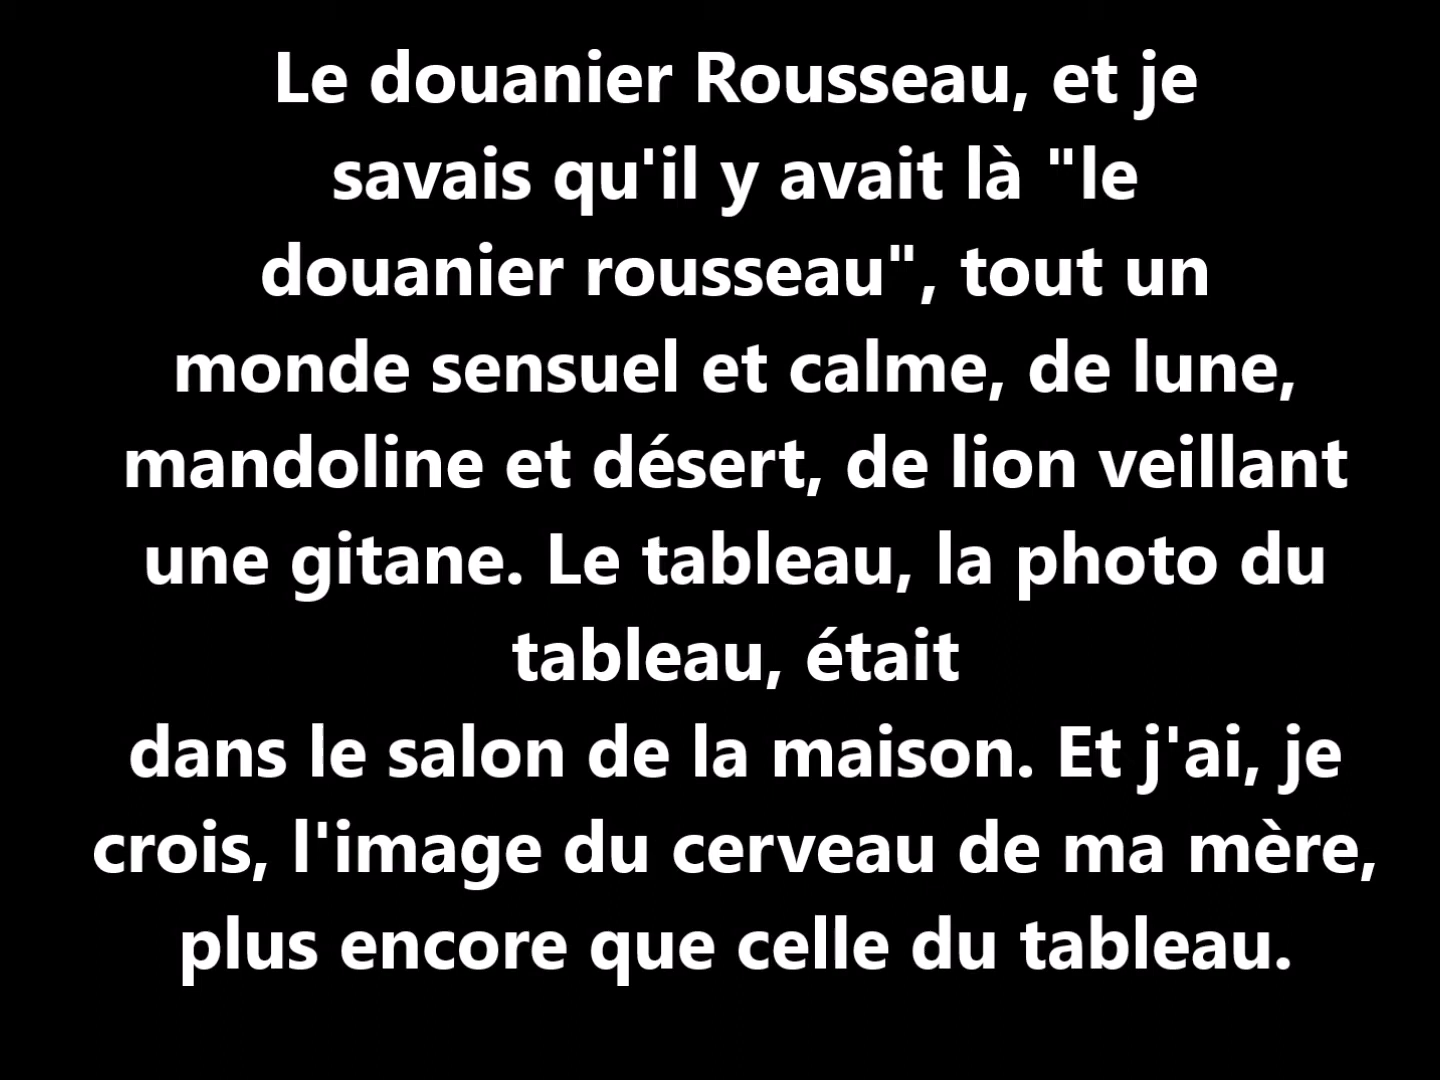 Le douanier Rousseau, et je
savais qu'il y avait là "le
douanier rousseau", tout un
monde sensuel et calme, de lune,
mandoline et désert, de lion veillant
une gitane. Le tableau, la photo du
tableau, était
dans le salon de la maison. Et j'ai, je
crois, l'image du cerveau de ma mère,
plus encore que celle du tableau.